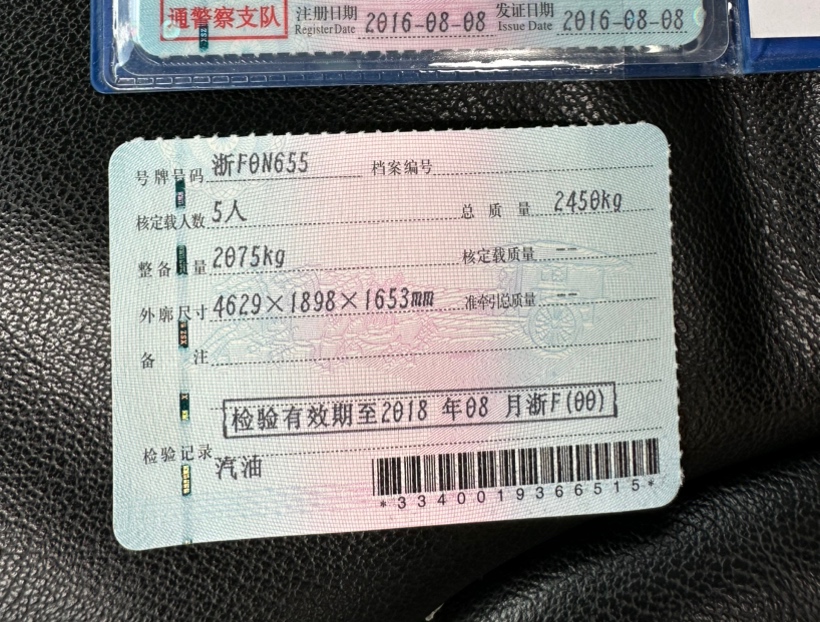 通警察支队 注册日期 Register Date 2016-08-08 发证日期 Issue Date 2016-08-08
号牌号码 浙F0N655 档案编号
核定载人数 5人 总质量 2450kg
整备质量 2075kg 核定载质量 --
外廓尺寸 4629×1898×1653mm 准牵引总质量 --
备注
检验有效期至2018 年08 月浙F(00)
检验记录 汽油
*3340019366515*